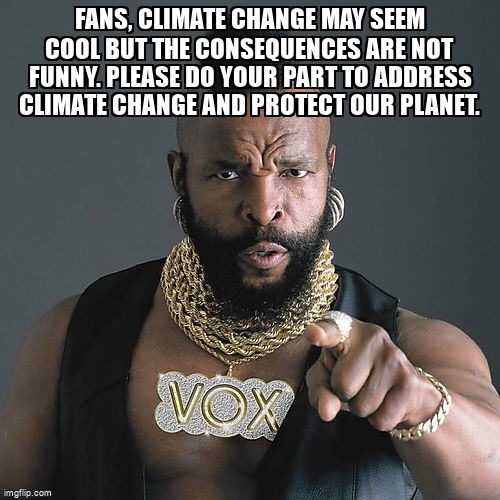 FANS, CLIMATE CHANGE MAY SEEM
COOL BUT THE CONSEQUENCES ARE NOT
FUNNY. PLEASE DO YOUR PART TO ADDRESS
CLIMATE CHANGE AND PROTECT OUR PLANET.
VOX
imgflip.com